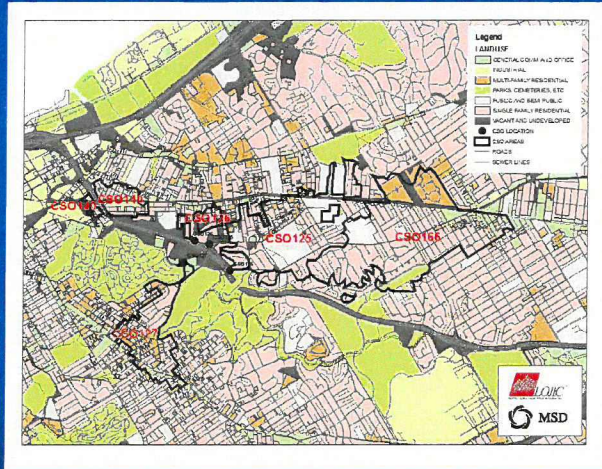 Legend
LANDUSE
GENERAL COMM AND OFFICE
INDUSTRIAL
MULTI-FAMILY RESIDENTIAL
PARKS, CEMETERIES, ETC
PUBLIC AND SEMI PUBLIC
SINGLE FAMILY RESIDENTIAL
VACANT AND UNDEVELOPED
CSO LOCATION
CSO AREAS
ROADS
SEWER LINES
CSO125
CSO166
LOJIC
MSD